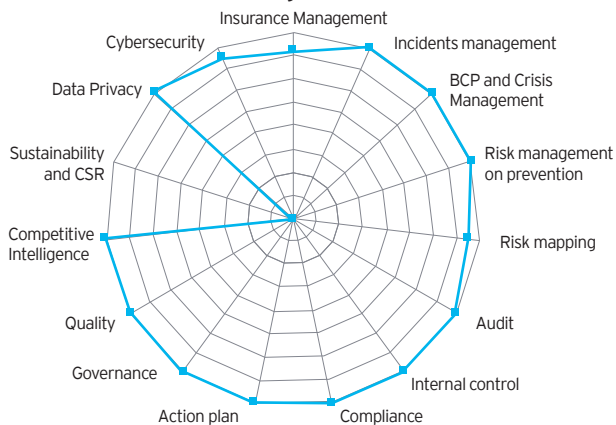 Insurance Management
Incidents management
BCP and Crisis
Management
Risk management
on prevention
Risk mapping
Audit
Internal control
Compliance
Action plan
Governance
Quality
Competitive
Intelligence
Sustainability
and CSR
Data Privacy
Cybersecurity